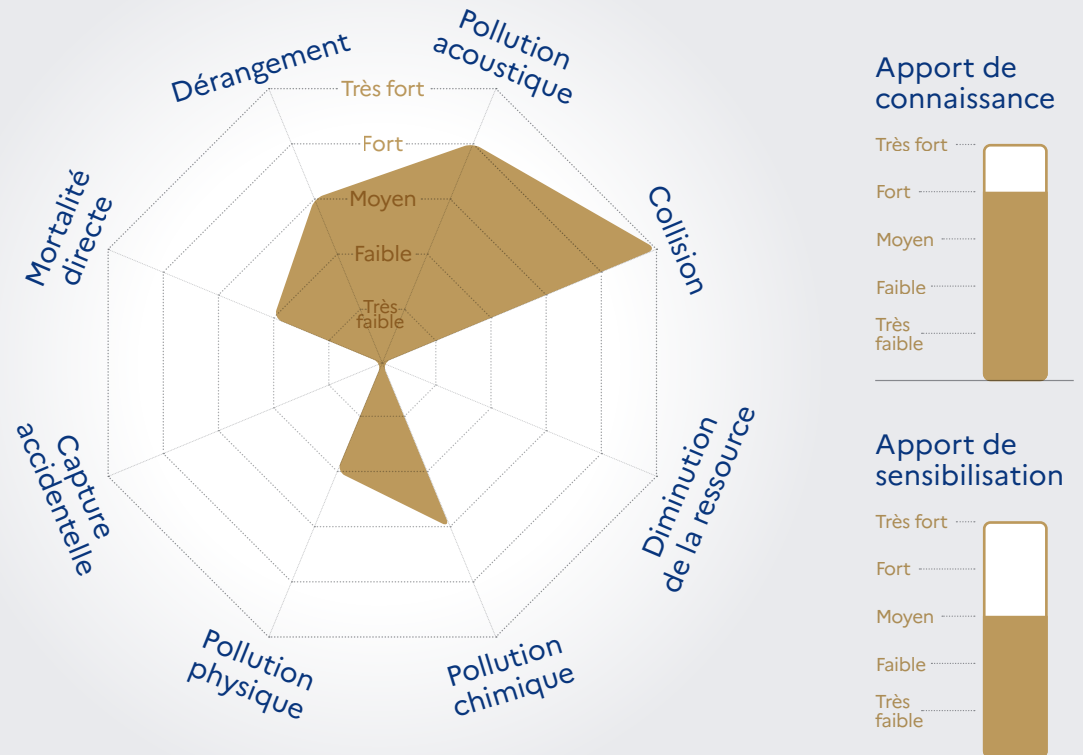 Pollution
acoustique
Dérangement
Très fort
Fort
Moyen
Faible
Très
faible
Mortalité
directe
Collision
Capture
accidentelle
Diminution
de la ressource
Pollution
physique
Pollution
chimique
Apport de
connaissance
Très fort
Fort
Moyen
Faible
Très
faible
Apport de
sensibilisation
Très fort
Fort
Moyen
Faible
Très
faible